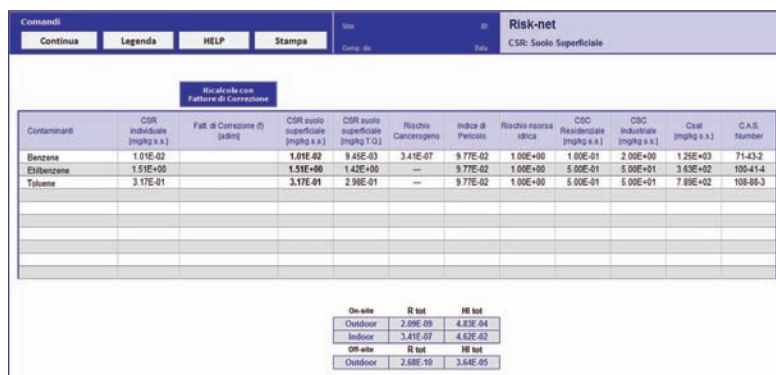 Comandi
Continua Legenda HELP Stampa
Site: ID:
Comp. da: Data:
Risk-net
CSR: Suolo Superficiale
Ricalcola con
Fattore di Correzione
Contaminanti
CSR individuale [mg/kg s.s.]
Fatt. di Correzione (f) [adim]
CSR suolo superficiale [mg/kg s.s.]
CSR suolo superficiale [mg/kg T.Q.]
Rischio Cancerogeno
Indice di Pericolo
Rischio risorsa idrica
CSC Residenziale [mg/kg s.s.]
CSC Industriale [mg/kg s.s.]
Csat [mg/kg s.s.]
C.A.S. Number
Benzene 1.01E-02 1.01E-02 9.45E-03 3.41E-07 9.77E-02 1.00E+00 1.00E-01 2.00E+00 1.25E+03 71-43-2
Etilbenzene 1.51E+00 1.51E+00 1.42E+00 --- 9.77E-02 1.00E+00 5.00E-01 5.00E+01 3.63E+02 100-41-4
Toluene 3.17E-01 3.17E-01 2.98E-01 --- 9.77E-02 1.00E+00 5.00E-01 5.00E+01 7.89E+02 108-88-3
On-site R tot HI tot
Outdoor 2.09E-09 4.83E-04
Indoor 3.41E-07 4.62E-02
Off-site R tot HI tot
Outdoor 2.68E-10 3.64E-05